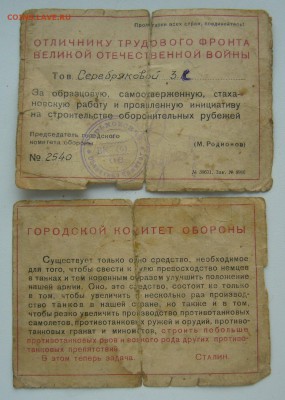 Пролетарии всех стран, соединяйтесь!
ОТЛИЧНИКУ ТРУДОВОГО ФРОНТА
ВЕЛИКОЙ ОТЕЧЕСТВЕННОЙ ВОЙНЫ
Тов. Серебряковой З.
За образцовую, самоотверженную, стаха-
новскую работу и проявленную инициативу
на строительстве оборонительных рубежей
Председатель городского
комитета обороны
(М. Родионов)
№ 2540
ГОРОДСКОЙ КОМИТЕТ ОБОРОНЫ
Существует только одно средство, необходимое
для того, чтобы свести к нулю превосходство немцев
в танках и тем коренным образом улучшить положение
нашей армии. Оно, это средство, состоит не только
в том, чтобы увеличить в несколько раз производ-
ство танков в нашей стране, но также и в том,
чтобы резко увеличить производство противотанковых
самолетов, противотанковых ружей и орудий, противо-
танковых гранат и минометов, строить побольше
противотанковых рвов и всякого рода других противо-
танковых препятствий.
В этом теперь задача.
СТАЛИН.